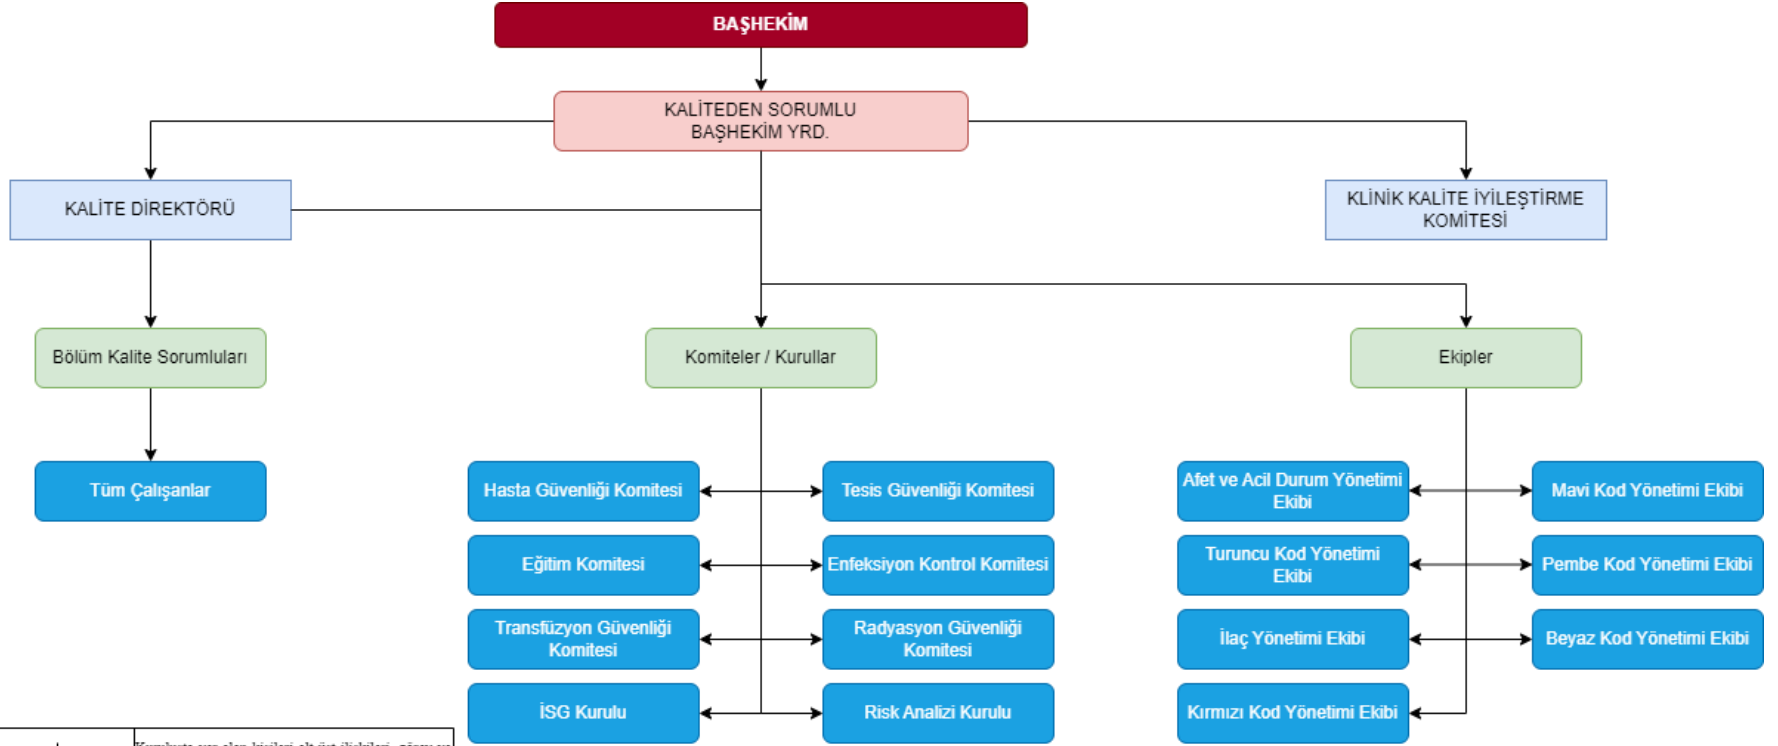 BAŞHEKİM
KALİTEDEN SORUMLU
BAŞHEKİM YRD.
KALİTE DİREKTÖRÜ
KLİNİK KALİTE İYİLEŞTİRME
KOMİTESİ
Bölüm Kalite Sorumluları
Komiteler / Kurullar
Ekipler
Tüm Çalışanlar
Hasta Güvenliği Komitesi
Tesis Güvenliği Komitesi
Afet ve Acil Durum Yönetimi
Ekibi
Mavi Kod Yönetimi Ekibi
Eğitim Komitesi
Enfeksiyon Kontrol Komitesi
Turuncu Kod Yönetimi
Ekibi
Pembe Kod Yönetimi Ekibi
Transfüzyon Güvenliği
Komitesi
Radyasyon Güvenliği
Komitesi
İlaç Yönetimi Ekibi
Beyaz Kod Yönetimi Ekibi
İSG Kurulu
Risk Analizi Kurulu
Kırmızı Kod Yönetimi Ekibi